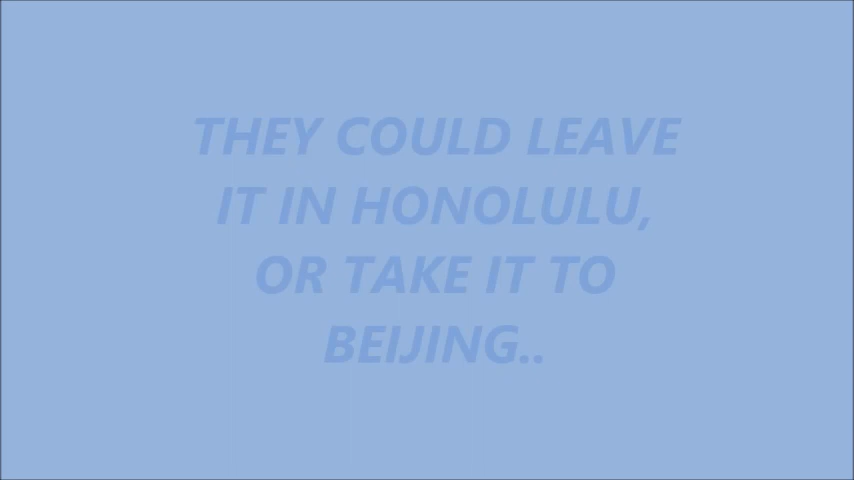 THEY COULD LEAVE
IT IN HONOLULU,
OR TAKE IT TO
BEIJING..